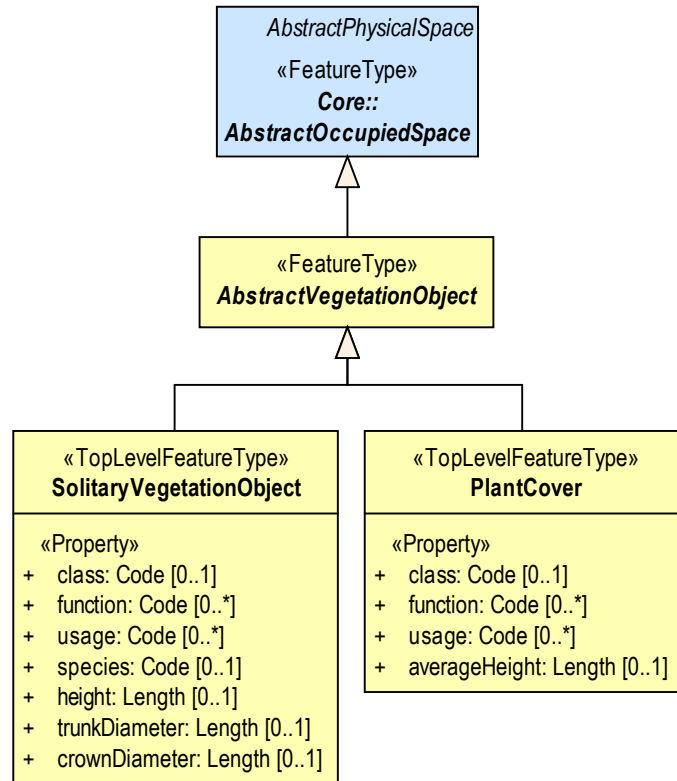 AbstractPhysicalSpace
«FeatureType»
Core::
AbstractOccupiedSpace
«FeatureType»
AbstractVegetationObject
«TopLevelFeatureType»
SolitaryVegetationObject
«Property»
+ class: Code [0..1]
+ function: Code [0..*]
+ usage: Code [0..*]
+ species: Code [0..1]
+ height: Length [0..1]
+ trunkDiameter: Length [0..1]
+ crownDiameter: Length [0..1]
«TopLevelFeatureType»
PlantCover
«Property»
+ class: Code [0..1]
+ function: Code [0..*]
+ usage: Code [0..*]
+ averageHeight: Length [0..1]